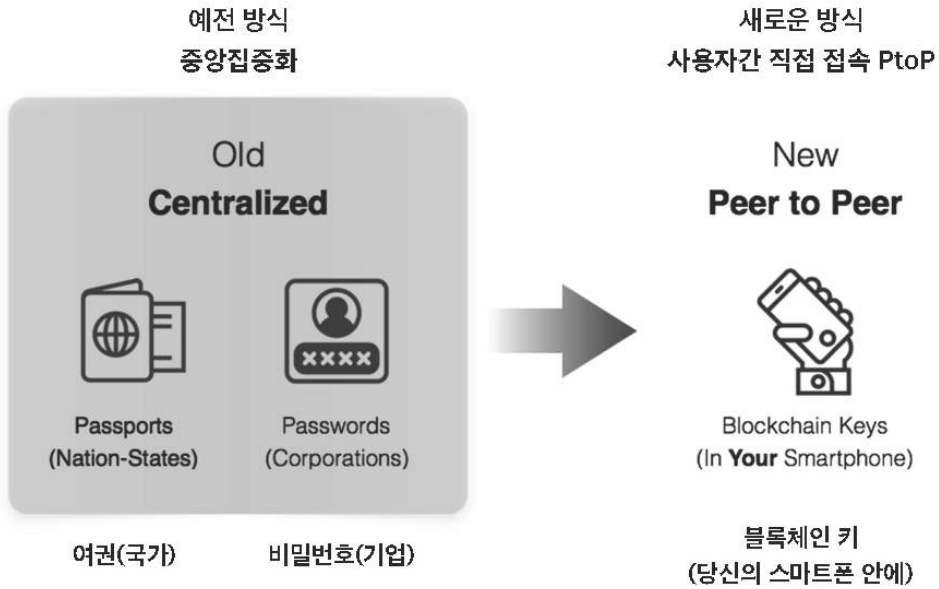 예전 방식
중앙집중화
새로운 방식
사용자간 직접 접속 PtoP
Old
Centralized
New
Peer to Peer
xxxx
Passports
(Nation-States)
Passwords
(Corporations)
Blockchain Keys
(In Your Smartphone)
여권(국가)
비밀번호(기업)
블록체인 키
(당신의 스마트폰 안에)